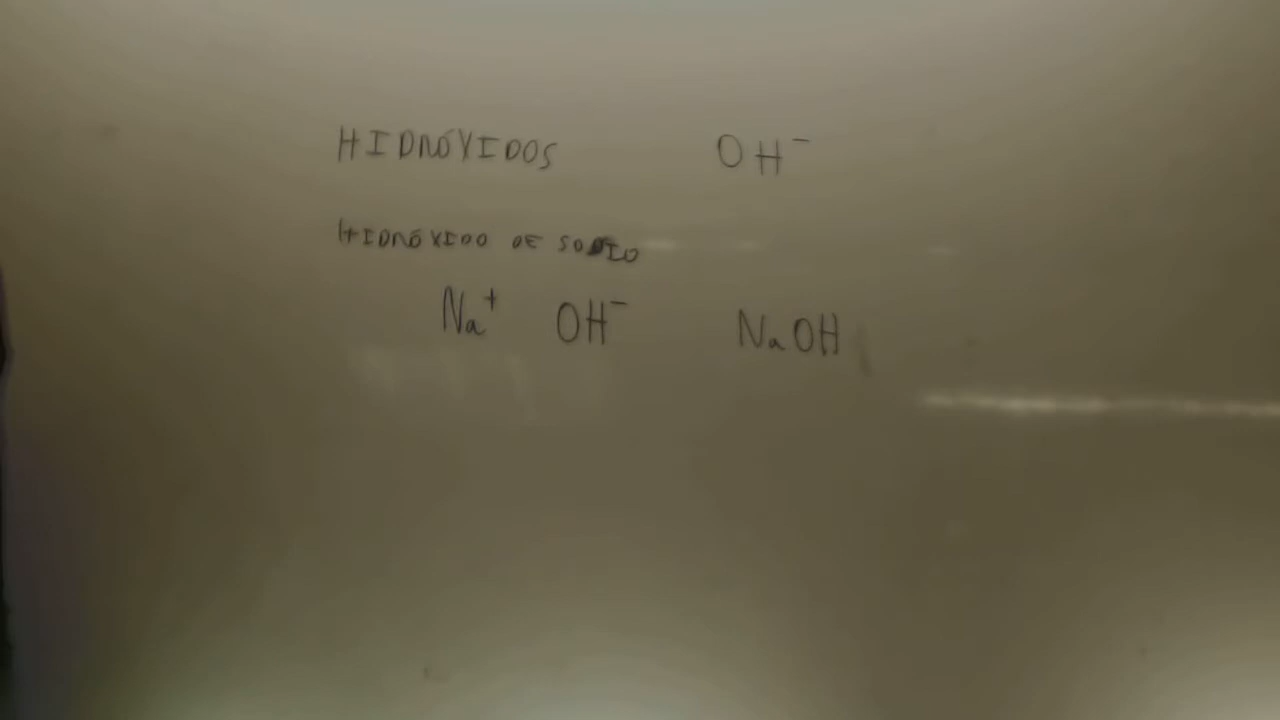 HIDRÓXIDOS OH⁻
HIDRÓXIDO DE SODIO
Na⁺ OH⁻ NaOH